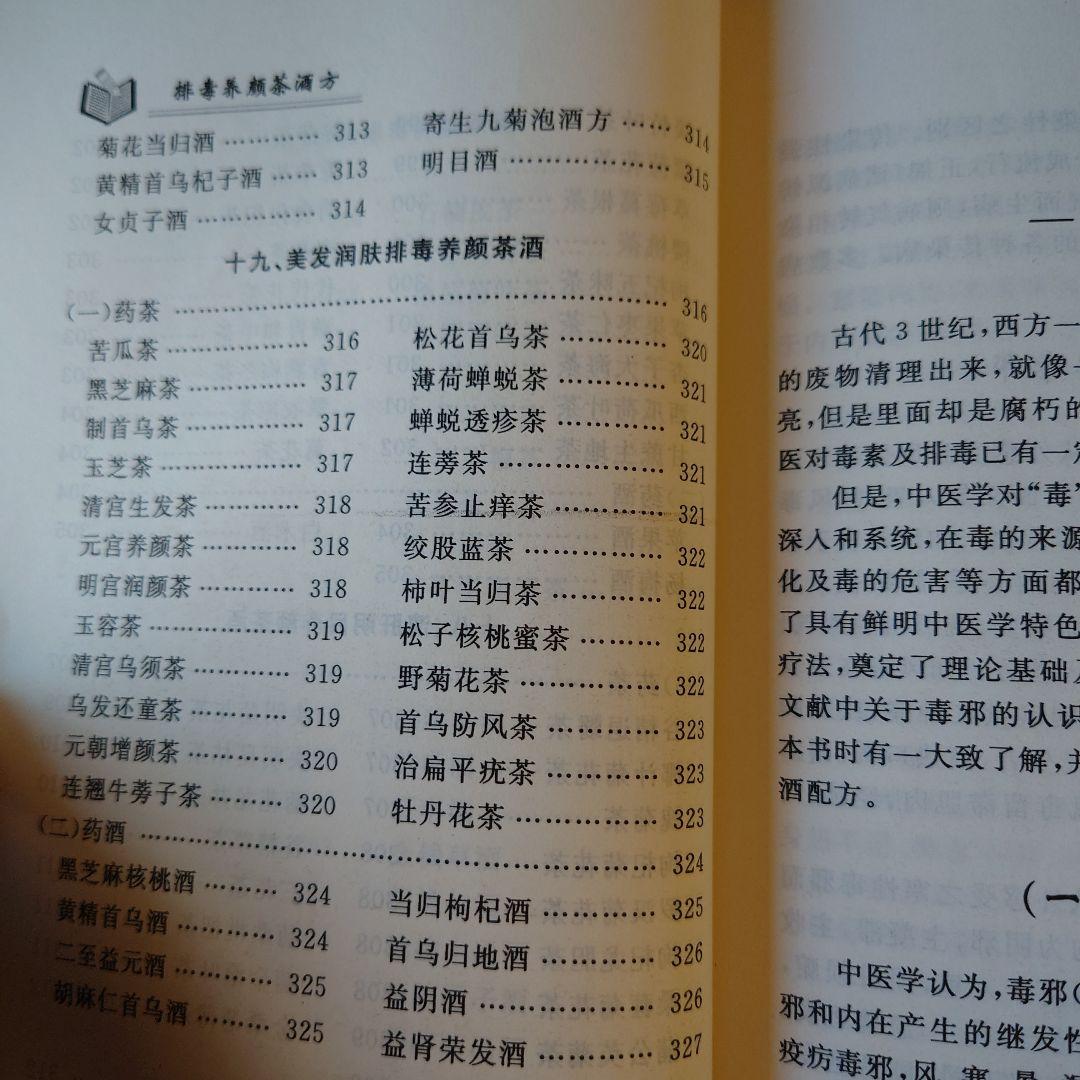 排毒养颜茶酒方
菊花当归酒………… 313
黄精首乌杞子酒…… 313
女贞子酒………… 314
寄生九菊泡酒方…… 314
明目酒………… 315
十九、美发润肤排毒养颜茶酒
(一)药茶………… 316
苦瓜茶………… 316
黑芝麻茶………… 317
制首乌茶………… 317
玉芝茶………… 317
清宫生发茶………… 318
元宫养颜茶………… 318
明宫润颜茶………… 318
玉容茶………… 319
清宫乌须茶………… 319
乌发还童茶………… 319
元朝增颜茶………… 320
连翘牛蒡子茶………… 320
松花首乌茶………… 320
薄荷蝉蜕茶………… 321
蝉蜕透疹茶………… 321
连蒡茶………… 321
苦参止痒茶………… 321
绞股蓝茶………… 322
柿叶当归茶………… 322
松子核桃蜜茶………… 322
野菊花茶………… 322
首乌防风茶………… 323
治扁平疣茶………… 323
牡丹花茶………… 323
(二)药酒………… 324
黑芝麻核桃酒………… 324
黄精首乌酒………… 324
二至益元酒………… 325
胡麻仁首乌酒………… 325
当归枸杞酒………… 325
首乌归地酒………… 326
益阴酒………… 326
益肾荣发酒………… 327
一
古代3世纪,西方一
的废物清理出来,就像一
亮,但是里面却是腐朽的
医对毒素及排毒已有一定
但是,中医学对“毒”
深入和系统,在毒的来源
化及毒的危害等方面都
了具有鲜明中医学特色
疗法,奠定了理论基础及
文献中关于毒邪的认识
本书时有一大致了解,并
酒配方。
(一
中医学认为,毒邪(
邪和内在产生的继发性
疫疠毒邪,风、寒、暑、湿